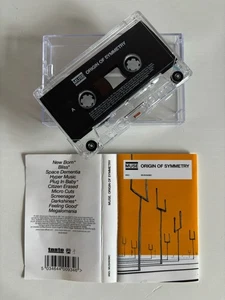 MUSE ORIGIN OF SYMMETRY
MUSE ORIGIN OF SYMMETRY
New Born*
Bliss*
Space Dementia
Hyper Music
Plug In Baby*
Citizen Erased
Micro Cuts
Screenager
Darkshines*
Feeling Good*
Megalomania
MUSE. ORIGIN OF SYMMETRY
taste